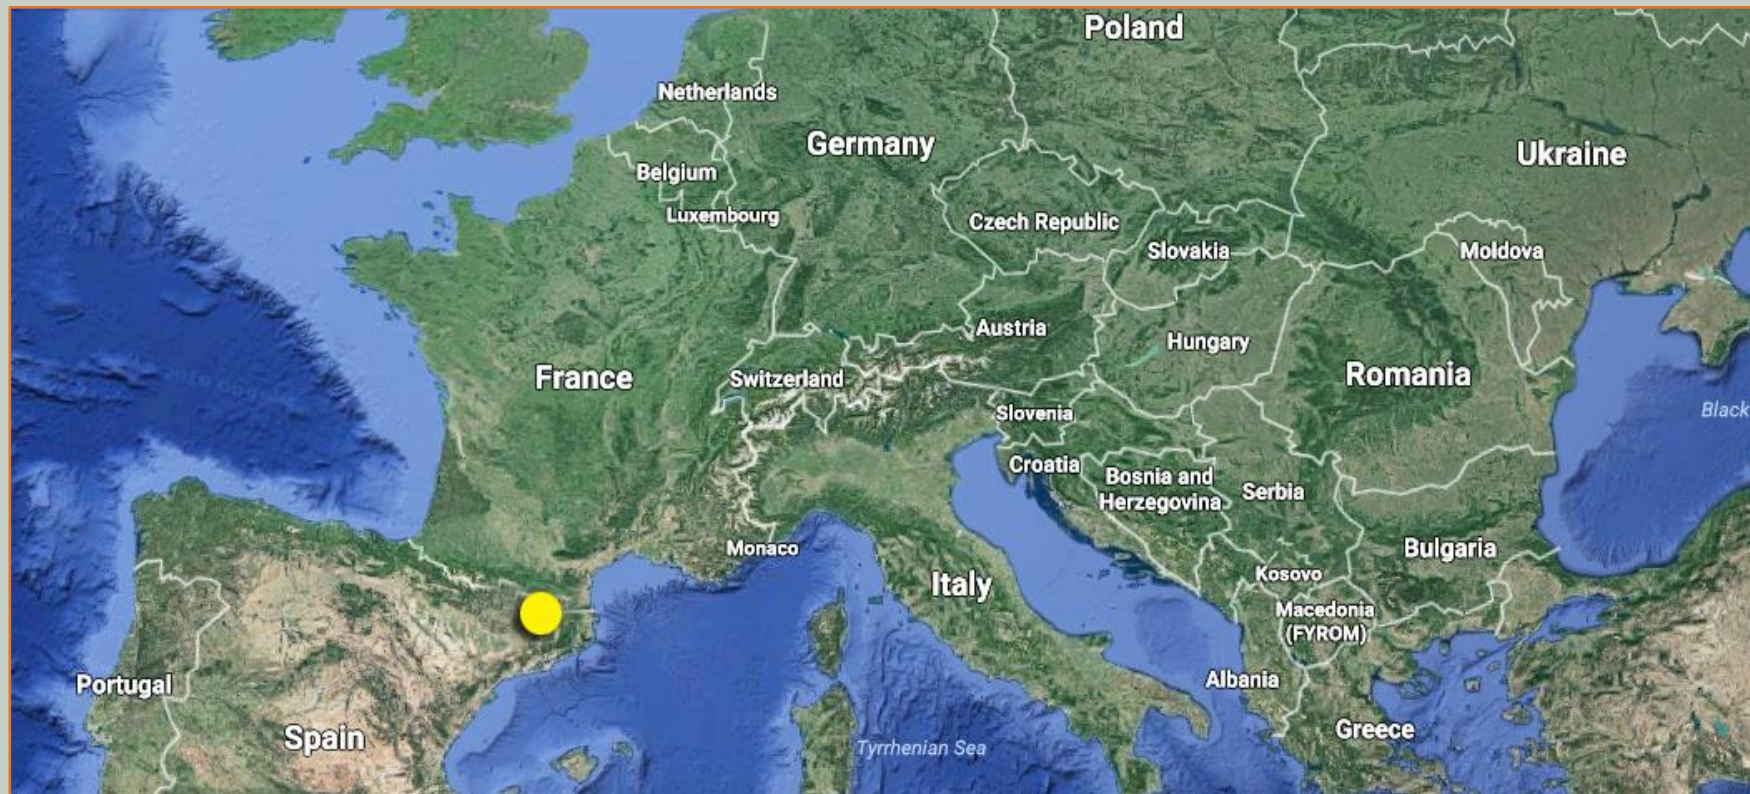 Poland
Netherlands
Germany
Ukraine
Belgium
Luxembourg
Czech Republic
Slovakia
Moldova
Austria
Hungary
France
Switzerland
Romania
Slovenia
Black
Croatia
Bosnia and
Herzegovina
Serbia
Monaco
Bulgaria
Italy
Kosovo
Macedonia
(FYROM)
Portugal
Albania
Spain
Greece
Tyrrhenian Sea